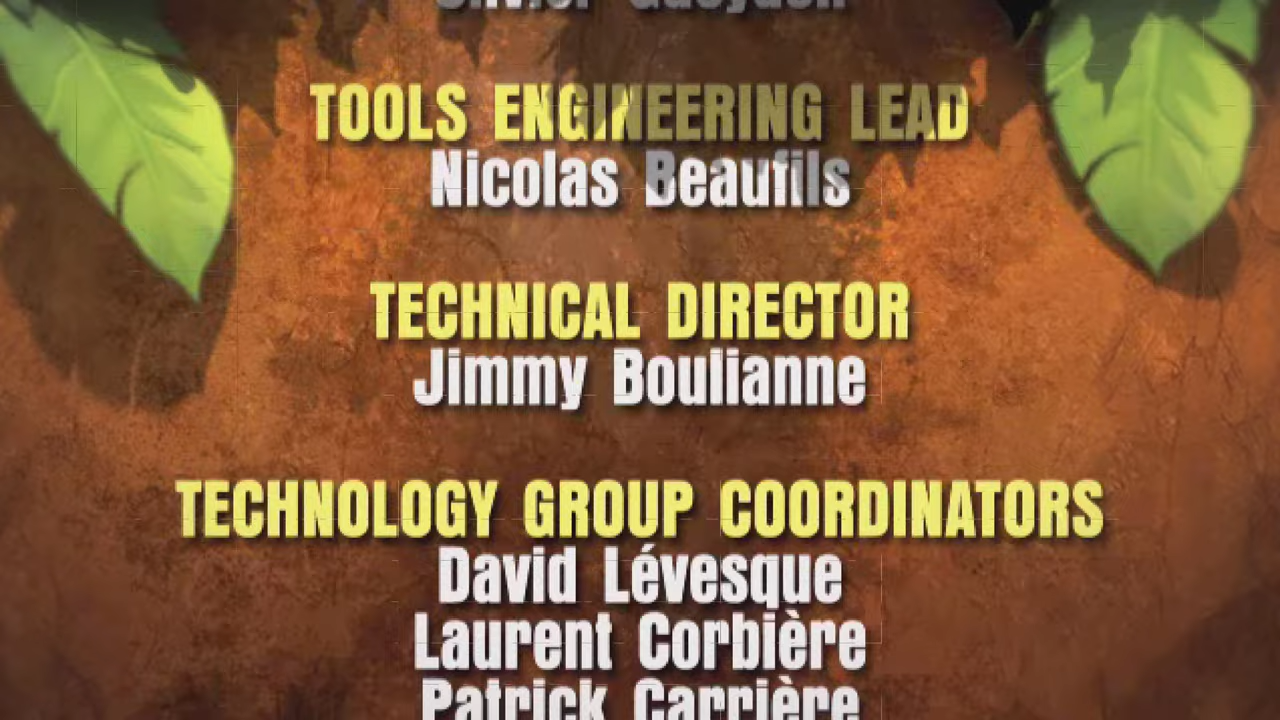 TOOLS ENGINEERING LEAD
Nicolas Beaufils
TECHNICAL DIRECTOR
Jimmy Boulianne
TECHNOLOGY GROUP COORDINATORS
David Lévesque
Laurent Corbière
Patrick Carrière